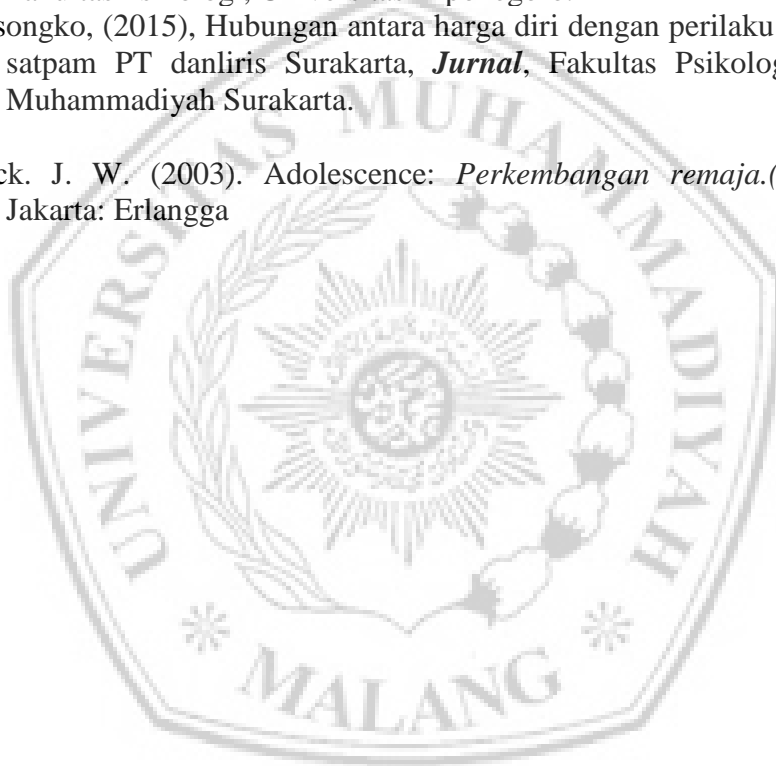 songko, (2015), Hubungan antara harga diri dengan perilaku
satpam PT danliris Surakarta, Jurnal, Fakultas Psikolog
Muhammadiyah Surakarta.
ck. J. W. (2003). Adolescence: Perkembangan remaja.(
Jakarta: Erlangga
UNIVERSITAS MUHAMMADIYAH
MALANG